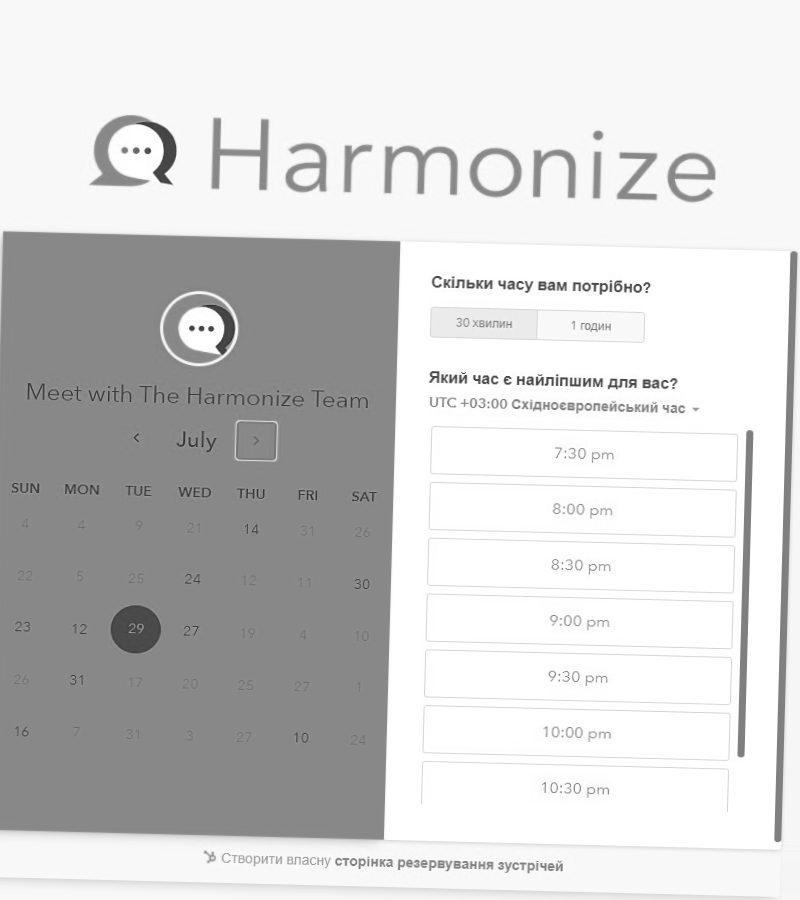 Harmonize
Meet with The Harmonize Team
July
SUN MON TUE WED THU FRI SAT
4 4 9 21 14 31 26
22 5 25 24 12 11 30
23 12 29 27 19 4 10
26 31 17 20 25 27 1
16 7 31 3 27 10 24
Скільки часу вам потрібно?
30 хвилин 1 годин
Який час є найліпшим для вас?
UTC +03:00 Східноєвропейський час
7:30 pm
8:00 pm
8:30 pm
9:00 pm
9:30 pm
10:00 pm
10:30 pm
Створити власну сторінка резервування зустрічей